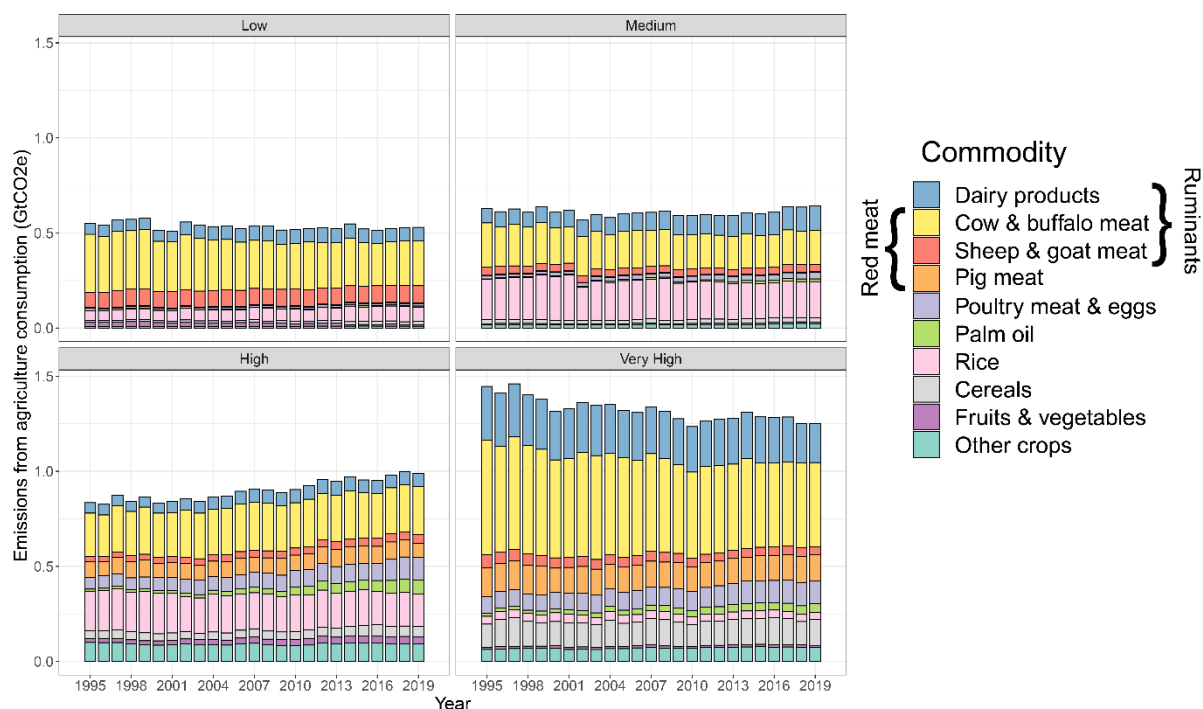 Low
Medium
1.5
1.0
0.5
0.0
High
Very High
1.5
1.0
0.5
0.0
1995 1998 2001 2004 2007 2010 2013 2016 2019
1995 1998 2001 2004 2007 2010 2013 2016 2019
Year
Emissions from agriculture consumption (GtCO2e)
Commodity
Dairy products
Cow & buffalo meat
Sheep & goat meat
Pig meat
Poultry meat & eggs
Palm oil
Rice
Cereals
Fruits & vegetables
Other crops
Red meat
Ruminants